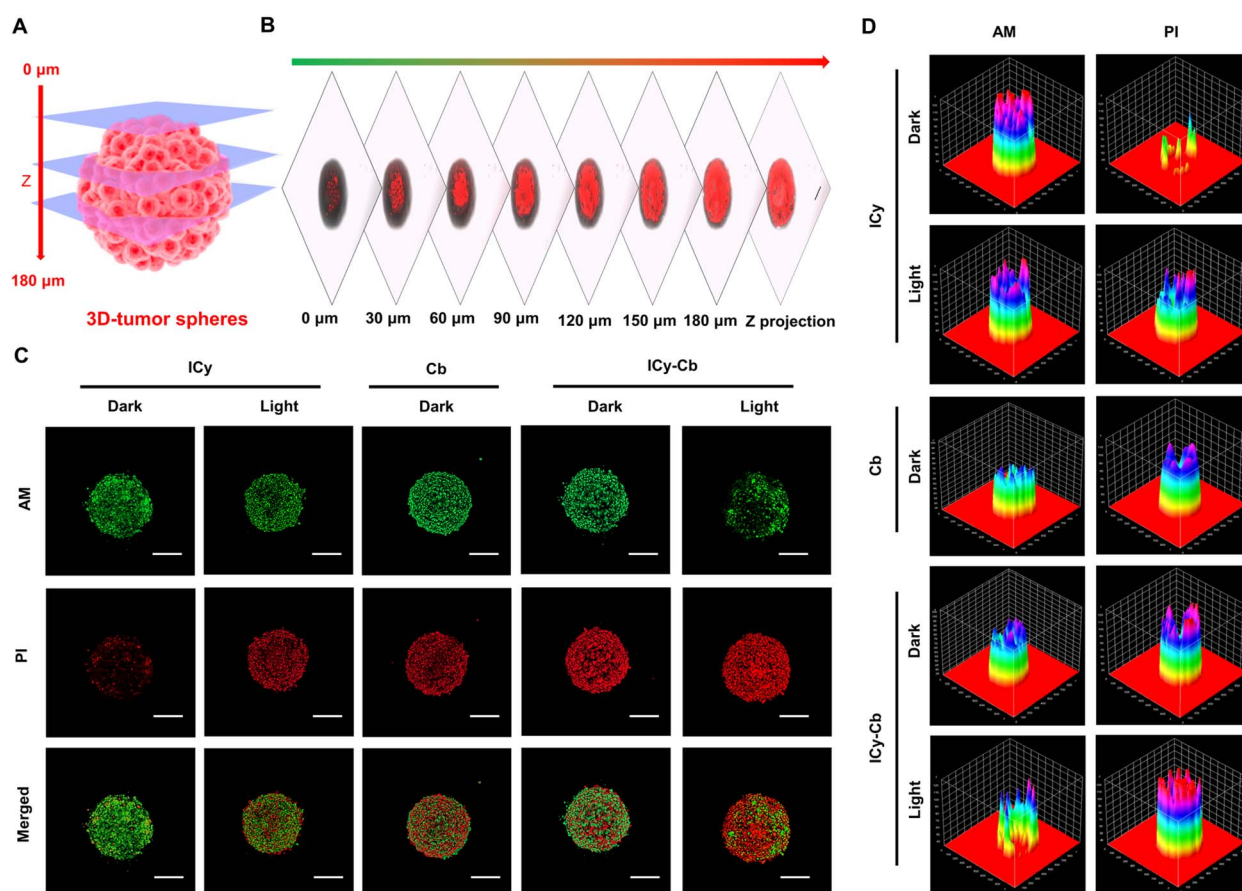 A
0 µm
Z
180 µm
3D-tumor spheres
B
0 µm 30 µm 60 µm 90 µm 120 µm 150 µm 180 µm Z projection
C
ICy Cb ICy-Cb
Dark Light Dark Dark Light
AM
PI
Merged
D
AM PI
ICy
Dark
Light
Cb
Dark
ICy-Cb
Dark
Light